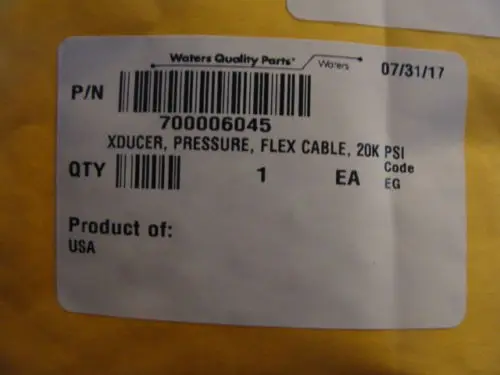 Waters Quality Parts™ Waters 07/31/17
P/N
700006045
XDUCER, PRESSURE, FLEX CABLE, 20K PSI
QTY 1 EA Code
EG
Product of:
USA